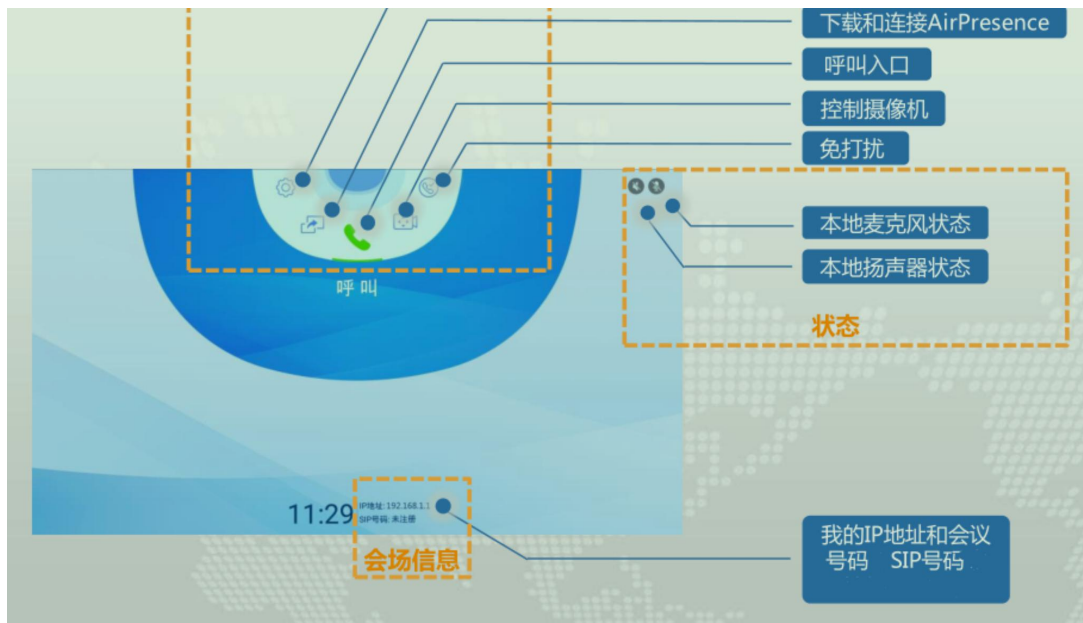 下载和连接AirPresence
呼叫入口
控制摄像机
免打扰
本地麦克风状态
本地扬声器状态
呼叫
状态
11:29
IP地址: 192.168.1.1
SIP号码: 未注册
会场信息
我的IP地址和会议
号码 SIP号码